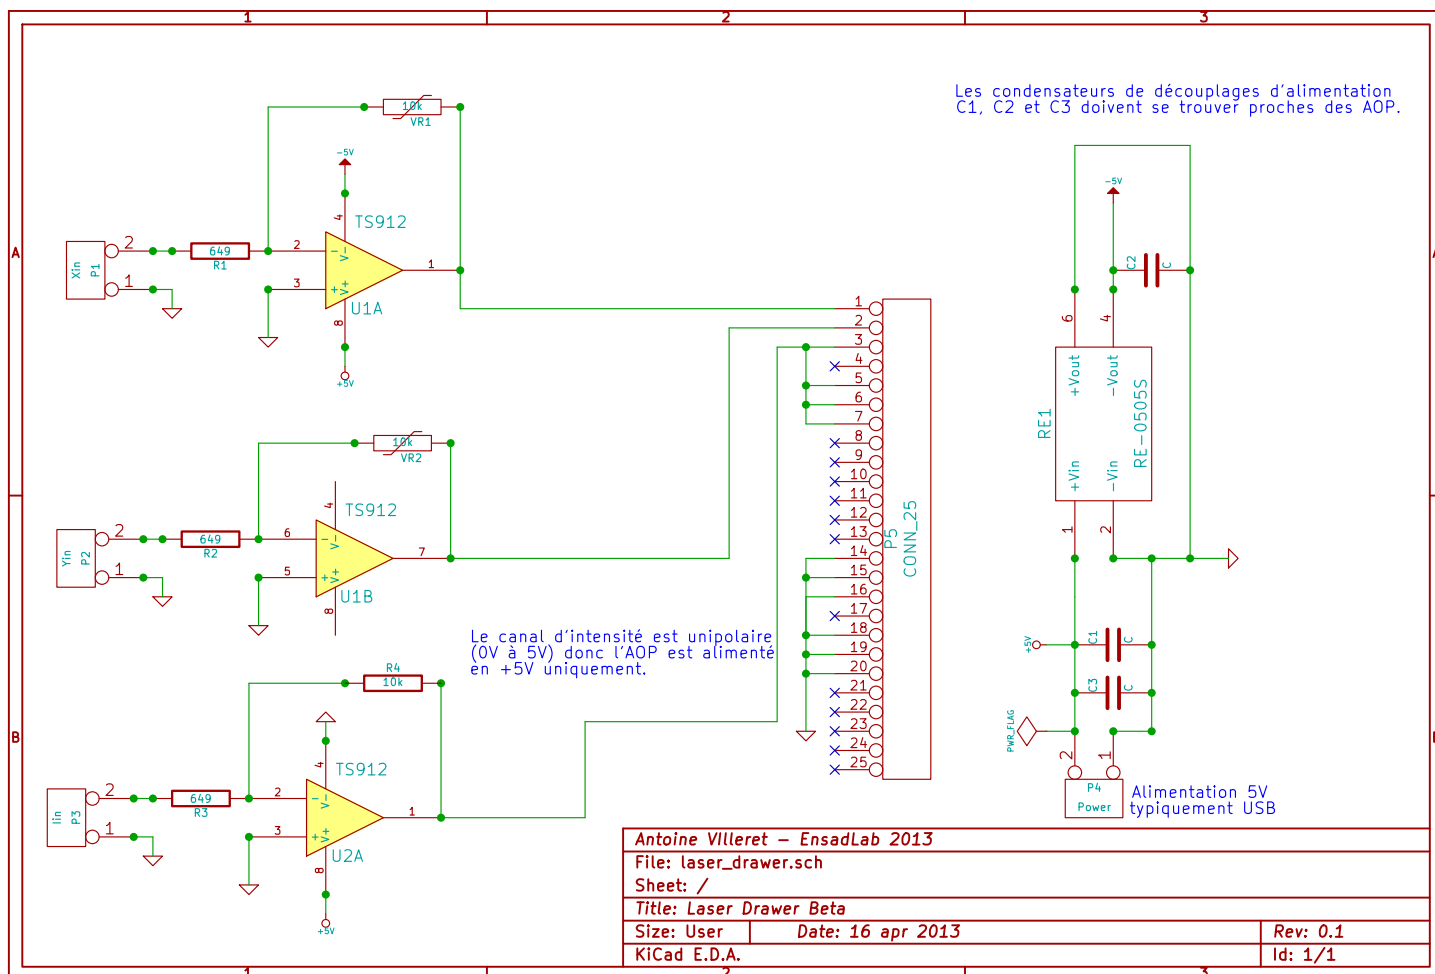 1
2
3
Les condensateurs de découplages d'alimentation
C1, C2 et C3 doivent se trouver proches des AOP.
10k
VR1
-5V
4
TS912
A
Xin
P1
2
1
649
R1
2
3
-
V-
+
V+
1
U1A
8
+5V
-5V
C2
C
6
4
+Vout
-Vout
RE1
RE-0505S
+Vin
-Vin
1
2
10k
VR2
4
TS912
Yin
P2
2
1
649
R2
6
5
-
V-
+
V+
7
U1B
8
1
2
3
4
5
6
7
8
9
10
11
12
13
14
15
16
17
18
19
20
21
22
23
24
25
P5
CONN_25
Le canal d'intensité est unipolaire
(0V à 5V) donc l'AOP est alimenté
en +5V uniquement.
+5V
C1
C
C3
C
PWR_FLAG
2
1
P4
Power
Alimentation 5V
typiquement USB
R4
10k
B
4
TS912
Iin
P3
2
1
649
R3
2
3
-
V-
+
V+
1
U2A
8
+5V
Antoine VIlleret – EnsadLab 2013
File: laser_drawer.sch
Sheet: /
Title: Laser Drawer Beta
Size: User
Date: 16 apr 2013
Rev: 0.1
KiCad E.D.A.
Id: 1/1
1
2
3